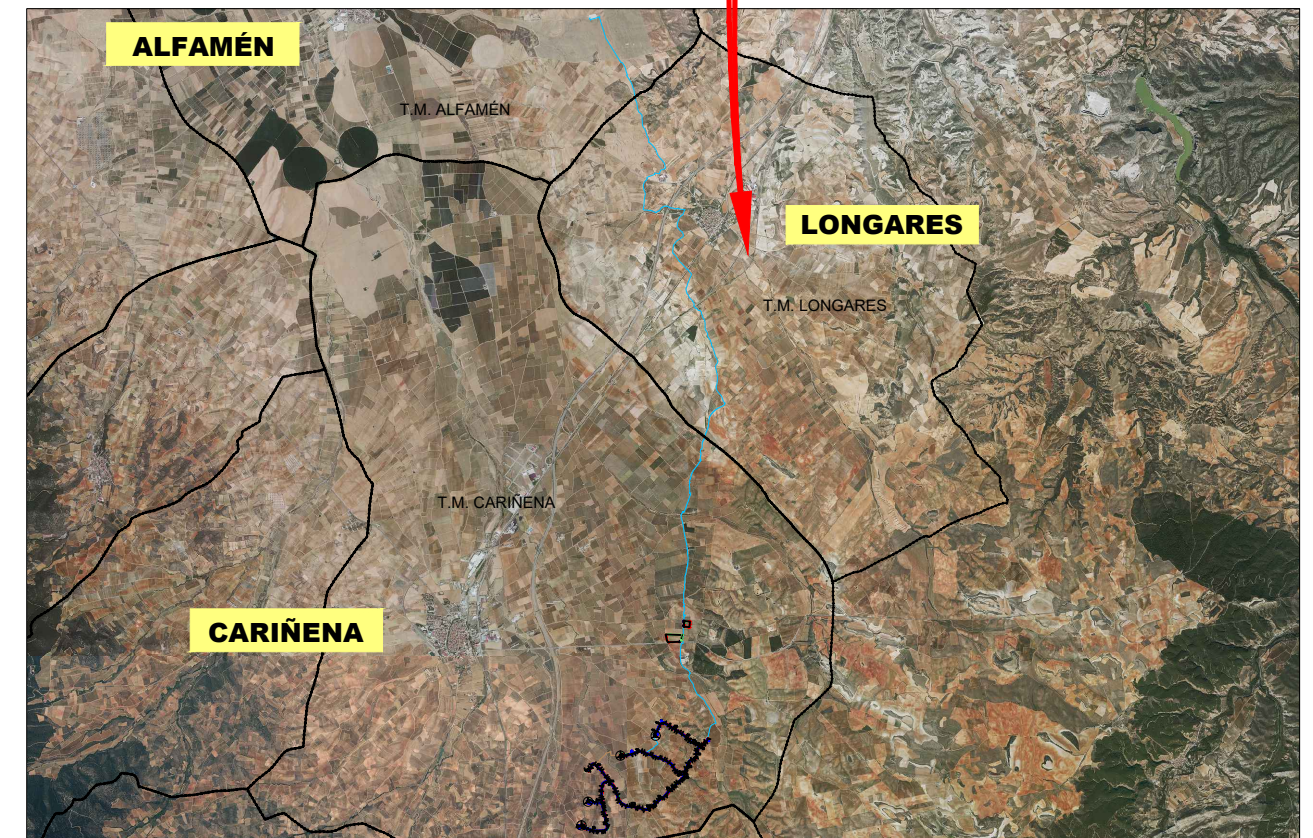 ALFAMÉN
T.M. ALFAMÉN
LONGARES
T.M. LONGARES
T.M. CARIÑENA
CARIÑENA